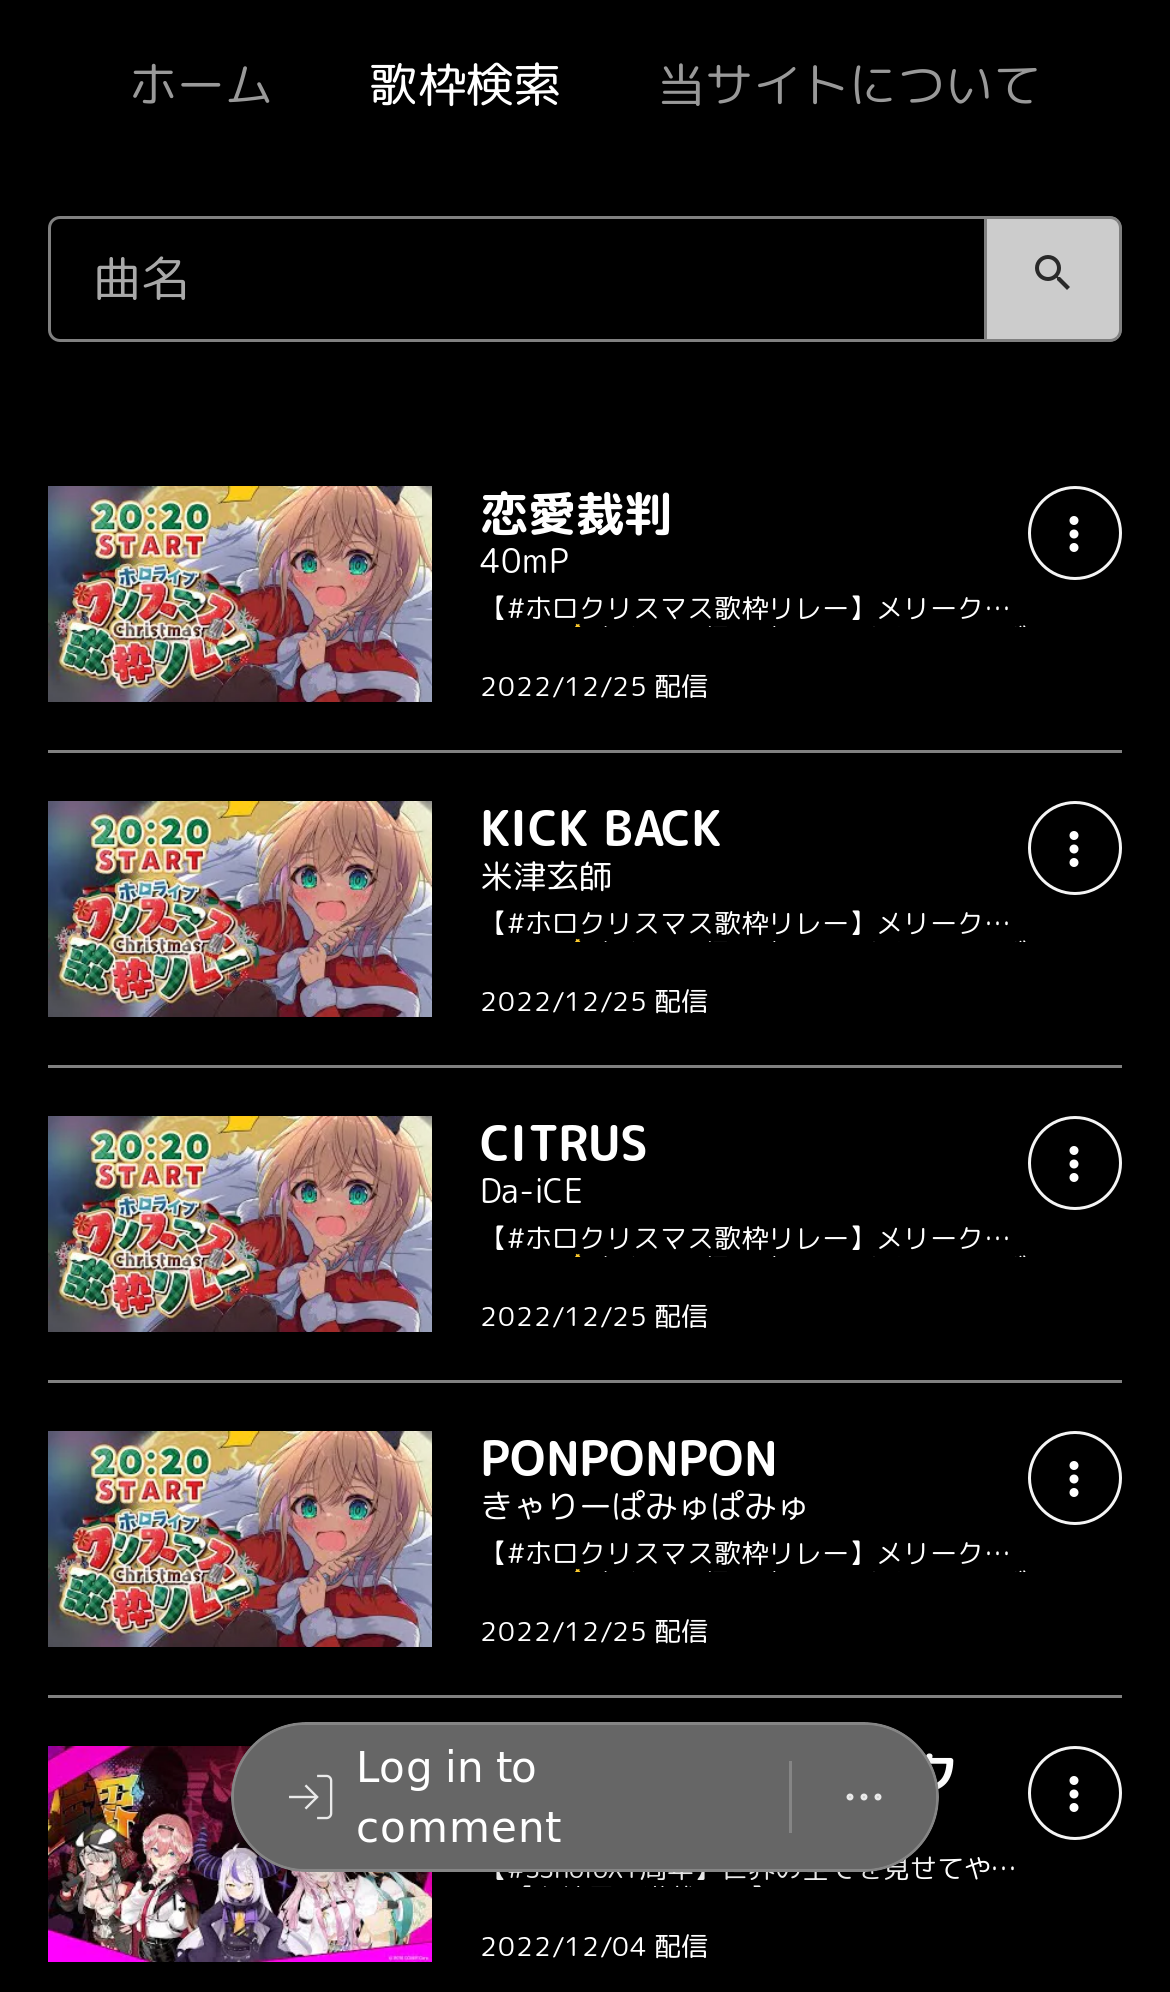 ホーム 歌枠検索 当サイトについて
曲名
20:20
START
ホロライブ
クリスマス
Christmas
歌枠リレー
恋愛裁判
40mP
【#ホロクリスマス歌枠リレー】メリーク…
2022/12/25 配信
20:20
START
ホロライブ
クリスマス
Christmas
歌枠リレー
KICK BACK
米津玄師
【#ホロクリスマス歌枠リレー】メリーク…
2022/12/25 配信
20:20
START
ホロライブ
クリスマス
Christmas
歌枠リレー
CITRUS
Da-iCE
【#ホロクリスマス歌枠リレー】メリーク…
2022/12/25 配信
20:20
START
ホロライブ
クリスマス
Christmas
歌枠リレー
PONPONPON
きゃりーぱみゅぱみゅ
【#ホロクリスマス歌枠リレー】メリーク…
2022/12/25 配信
Log in to
comment
見せてや…
2022/12/04 配信